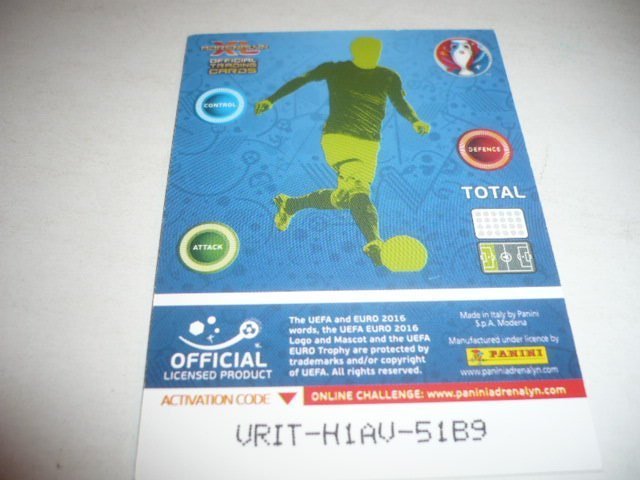 ADRENALYN
XL
OFFICIAL
TRADING
CARDS
CONTROL
DEFENCE
TOTAL
ATTACK
OFFICIAL
LICENSED PRODUCT
The UEFA and EURO 2016
words, the UEFA EURO 2016
Logo and Mascot and the UEFA
EURO Trophy are protected by
trademarks and/or copyright
of UEFA. All rights reserved.
Made in Italy by Panini
S.p.A. Modena
Manufactured under licence by
PANINI
www.paniniadrenalyn.com
ACTIVATION CODE
ONLINE CHALLENGE: www.paniniadrenalyn.com
VRIT-H1AV-51B9